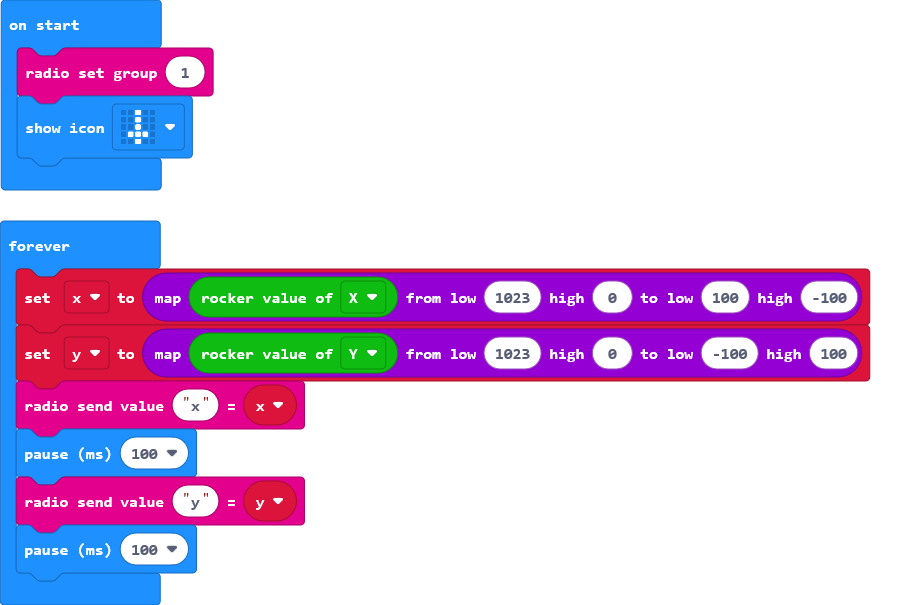 on start
radio set group 1
show icon
forever
set x to map rocker value of X from low 1023 high 0 to low 100 high -100
set y to map rocker value of Y from low 1023 high 0 to low -100 high 100
radio send value "x" = x
pause (ms) 100
radio send value "y" = y
pause (ms) 100